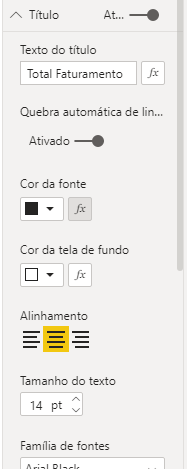 Título At...
Texto do título
Total Faturamento fx
Quebra automática de lin...
Ativado
Cor da fonte
fx
Cor da tela de fundo
fx
Alinhamento
Tamanho do texto
14 pt
Família de fontes
Arial Black